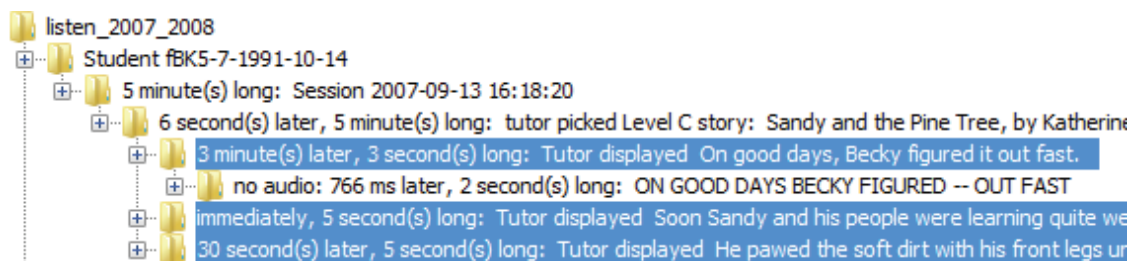 listen_2007_2008
Student fBK5-7-1991-10-14
5 minute(s) long: Session 2007-09-13 16:18:20
6 second(s) later, 5 minute(s) long: tutor picked Level C story: Sandy and the Pine Tree, by Katherine
3 minute(s) later, 3 second(s) long: Tutor displayed On good days, Becky figured it out fast.
no audio: 766 ms later, 2 second(s) long: ON GOOD DAYS BECKY FIGURED -- OUT FAST
immediately, 5 second(s) long: Tutor displayed Soon Sandy and his people were learning quite we
30 second(s) later, 5 second(s) long: Tutor displayed He pawed the soft dirt with his front legs un